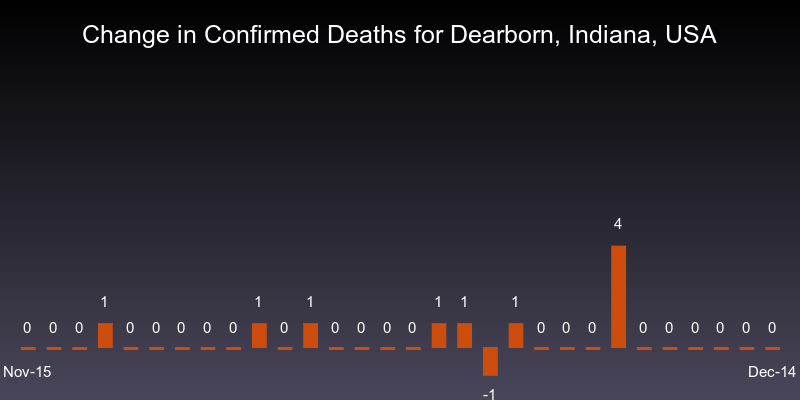 Change in Confirmed Deaths for Dearborn, Indiana, USA
4
1 1 1 1 1 1
0 0 0 0 0 0 0 0 0 0 0 0 0 0 0 0 0 0 0 0 0 0
Nov-15 Dec-14
-1